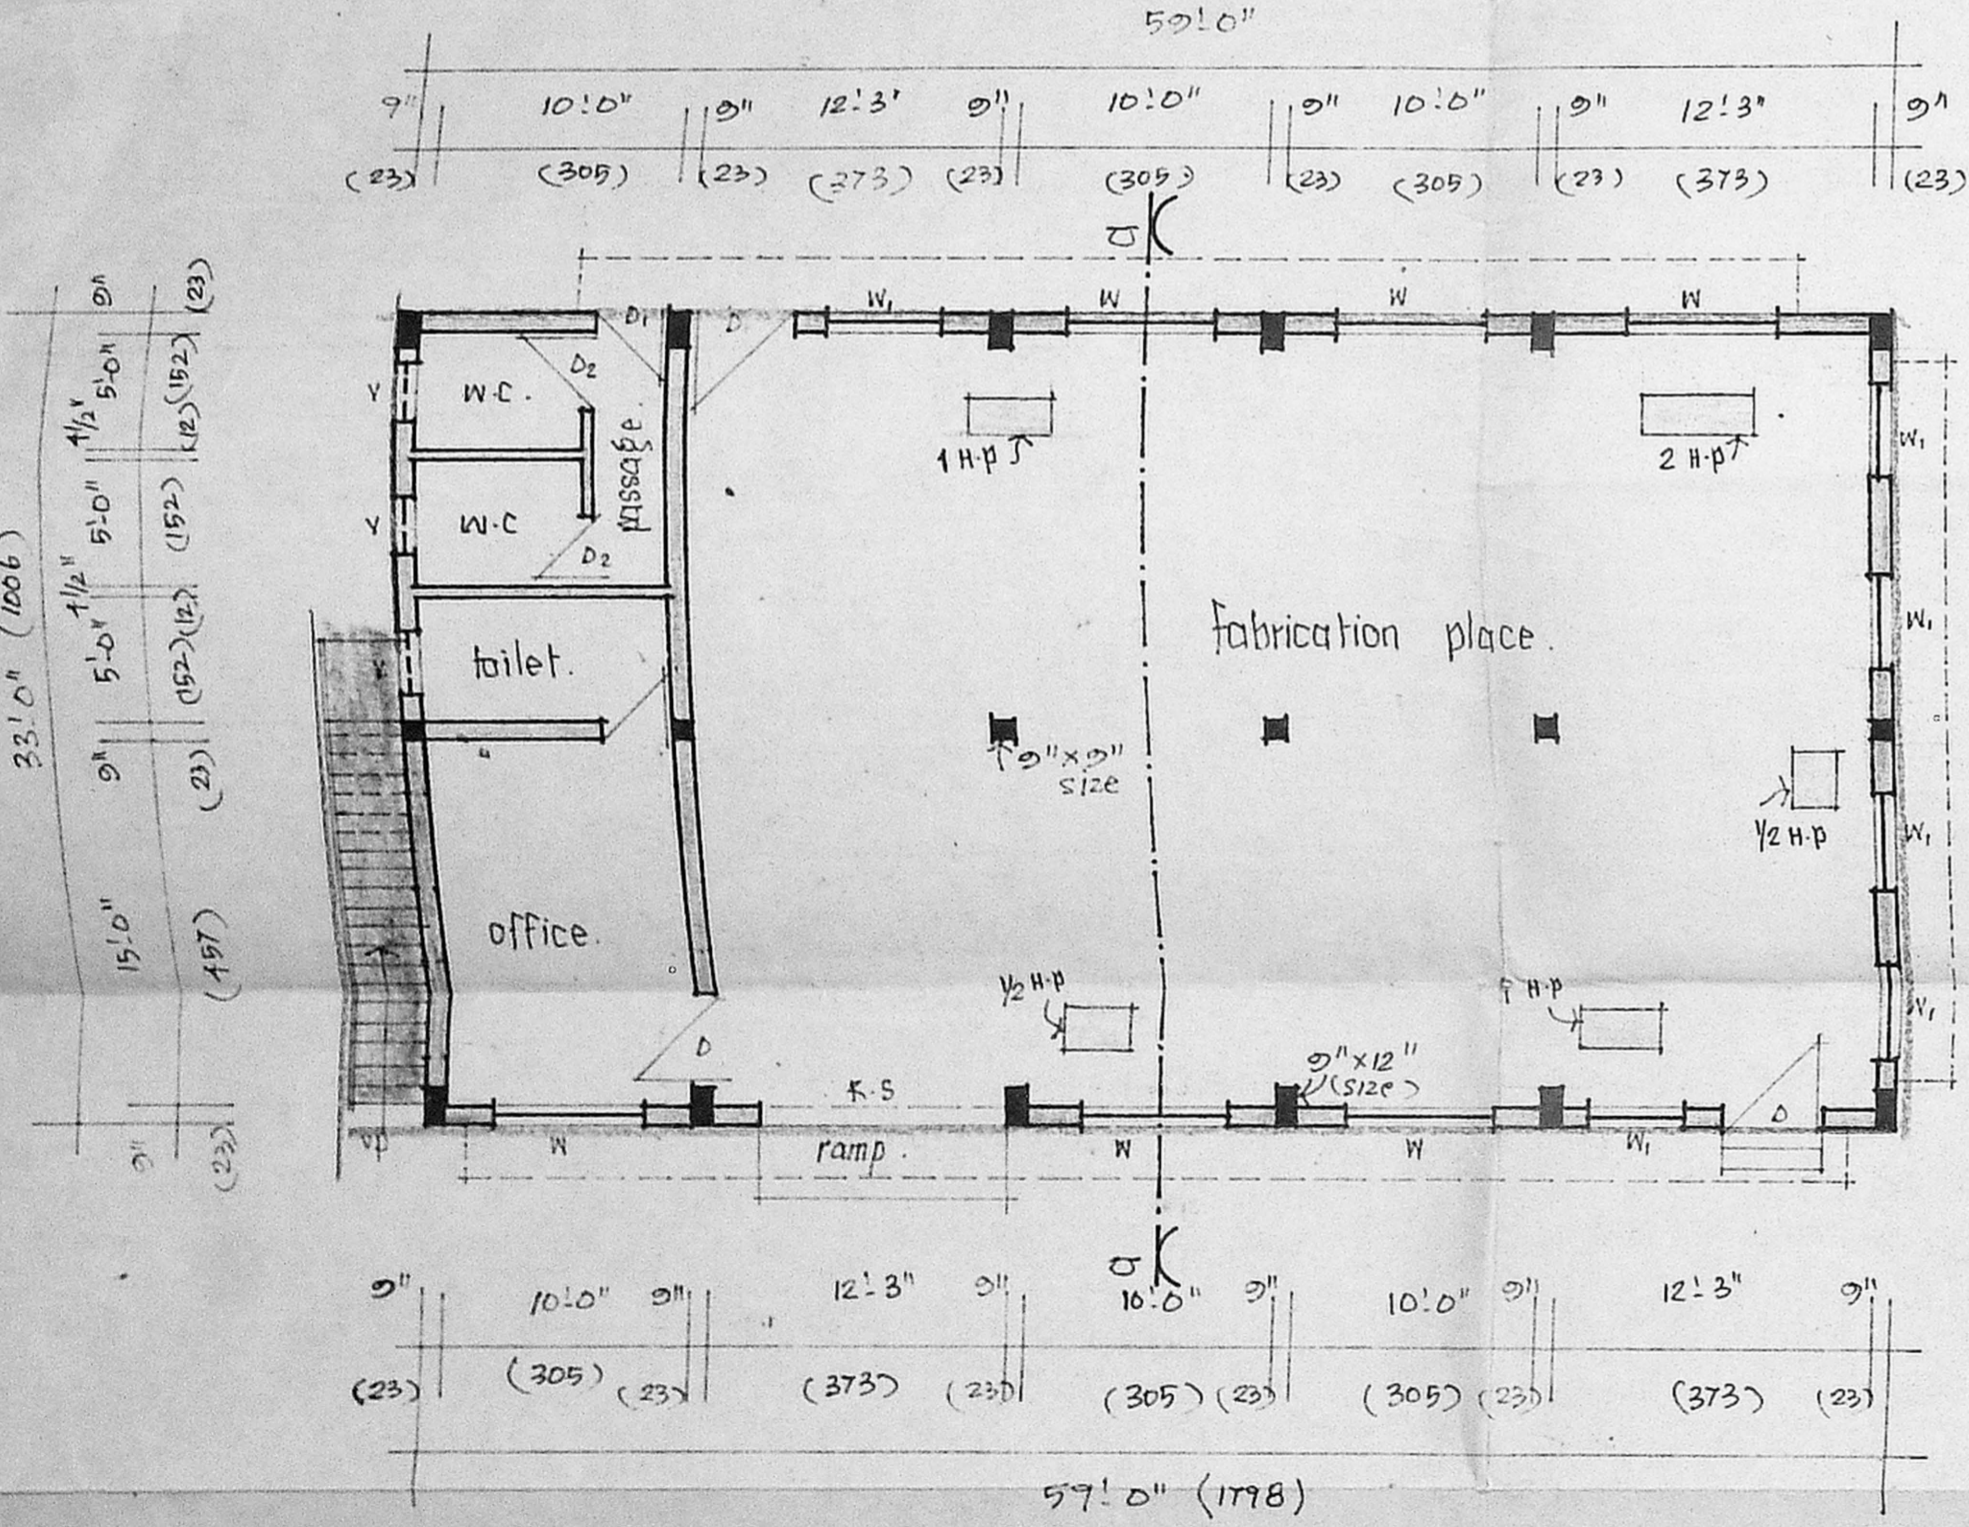 59'-0"
9" 10'-0" 9" 12'-3" 9" 10'-0" 9" 10'-0" 9" 12'-3" 9"
(23) (305) (23) (373) (23) (305) (23) (305) (23) (373) (23)
W1 W W W
D1 D
D2
W.C.
V
passage.
1 H.P
2 H.P
W1
W.C
V
D2
toilet.
fabrication place.
W1
9"x9"
size
1/2 H.P
W1
office.
1/2 H.P
1 H.P
W1
D
9"x12"
(size)
R.S
D
UP
W
ramp.
W
W
W1
33'-0" (1006)
9" 5'-0" 4 1/2" 5'-0" 4 1/2" 5'-0" 9" 15'-0" 9"
(23) (152) (12) (152) (12) (152) (23) (457) (23)
9" 10'-0" 9" 12'-3" 9" 10'-0" 9" 10'-0" 9" 12'-3" 9"
(23) (305) (23) (373) (23) (305) (23) (305) (23) (373) (23)
59'-0" (1798)